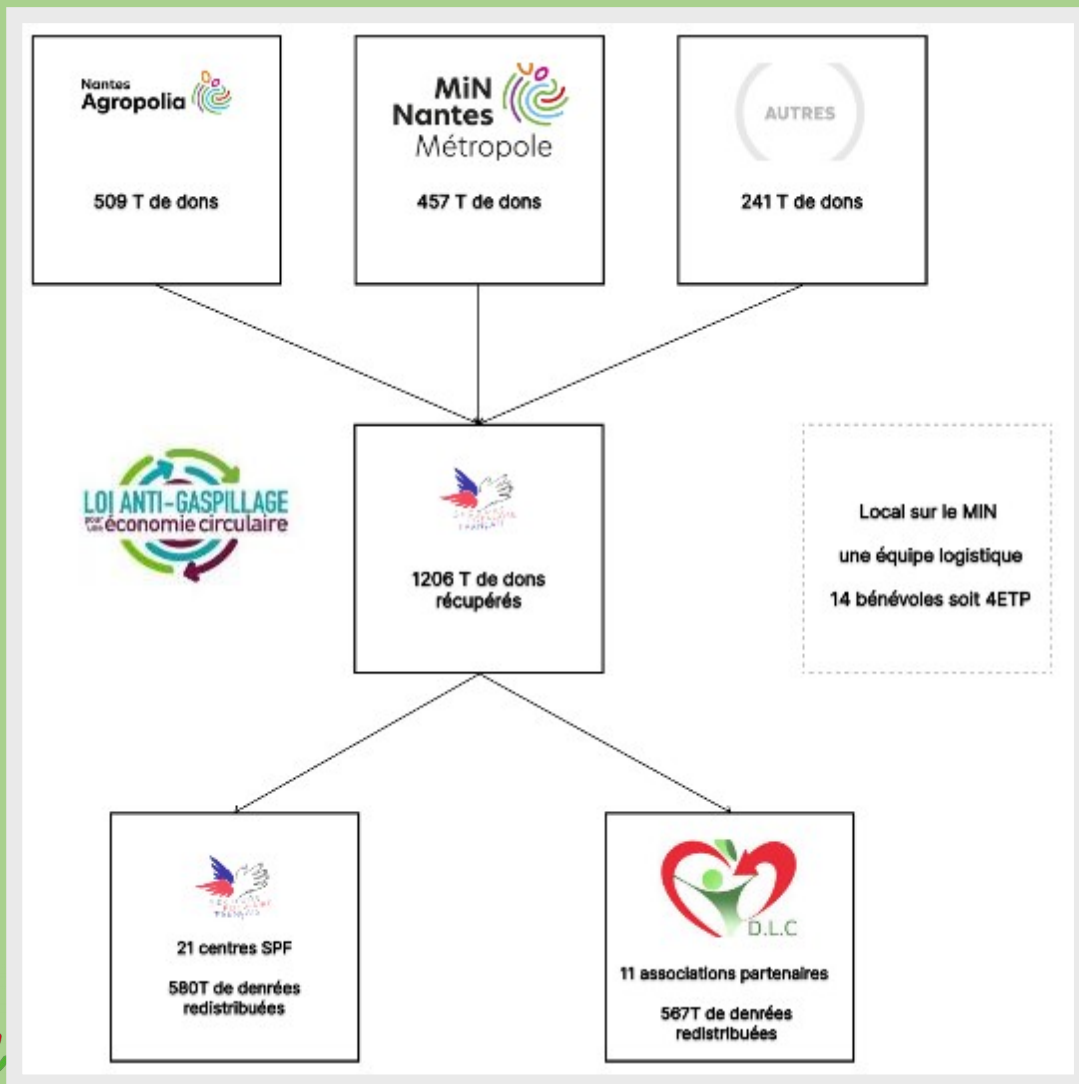 Nantes
Agropolia
509 T de dons
MiN
Nantes
Métropole
457 T de dons
AUTRES
241 T de dons
LOI ANTI-GASPILLAGE
pour une économie circulaire
1206 T de dons
récupérés
Local sur le MIN
une équipe logistique
14 bénévoles soit 4ETP
21 centres SPF
580T de denrées
redistribuées
D.L.C
11 associations partenaires
567T de denrées
redistribuées